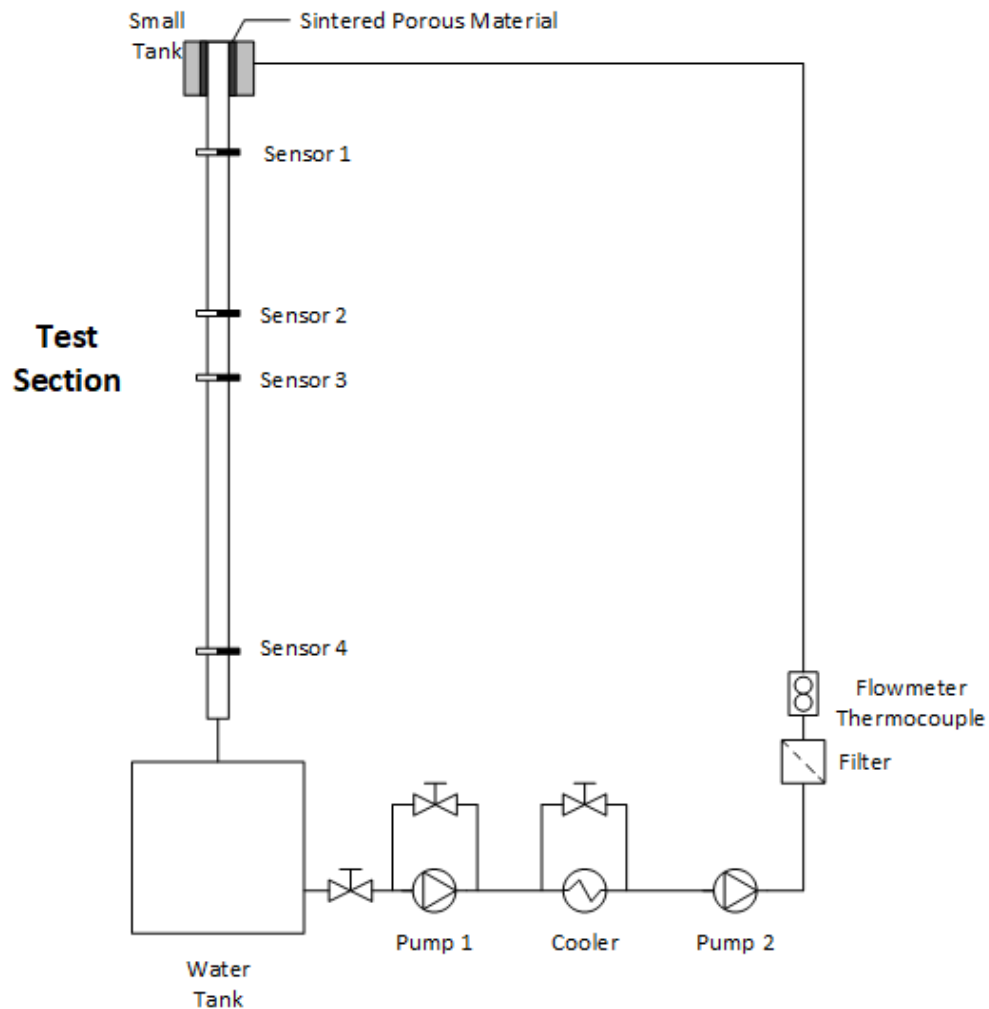 Small
Tank
Sintered Porous Material
Sensor 1
Sensor 2
Test
Section
Sensor 3
Sensor 4
Flowmeter
Thermocouple
Filter
Pump 1
Cooler
Pump 2
Water
Tank